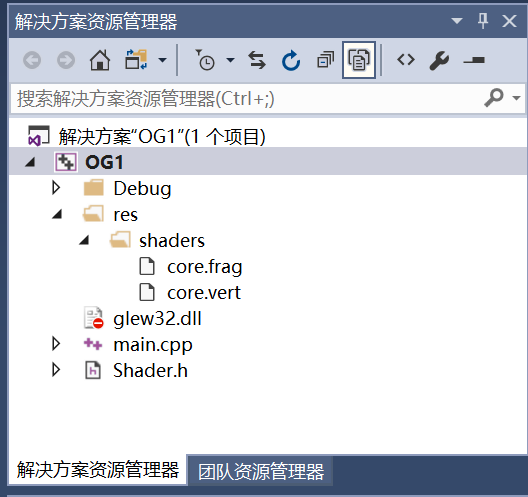 解决方案资源管理器
搜索解决方案资源管理器(Ctrl+;)
解决方案"OG1"(1 个项目)
OG1
Debug
res
shaders
core.frag
core.vert
glew32.dll
main.cpp
Shader.h
解决方案资源管理器 团队资源管理器